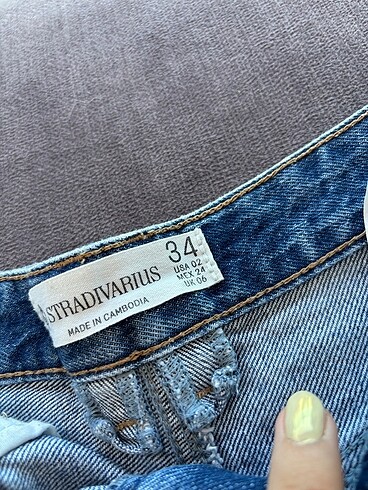 34
USA 02
MEX 24
UK 06
STRADIVARIUS
MADE IN CAMBODIA